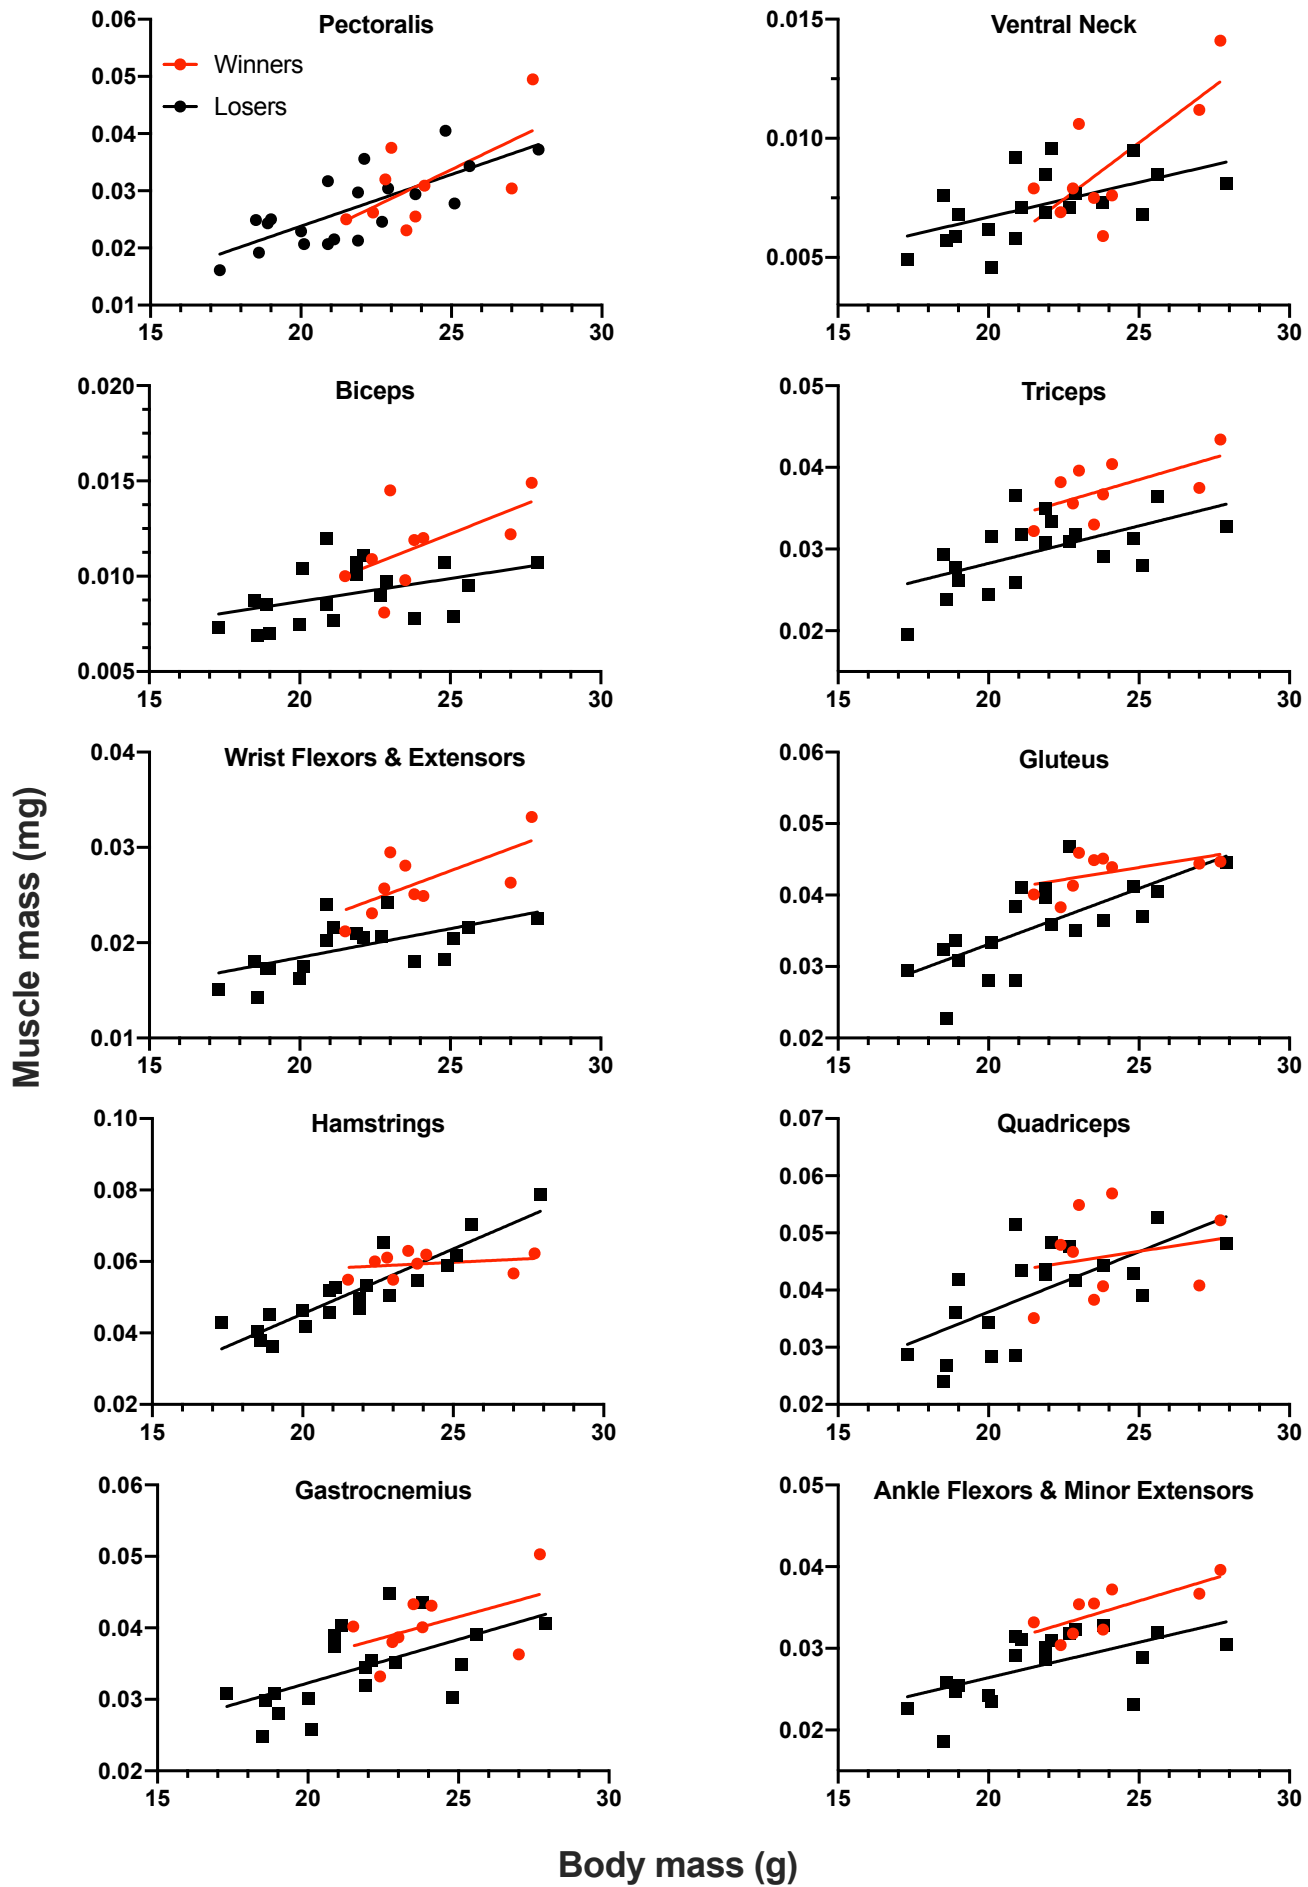 Pectoralis
Winners
Losers
0.06
0.05
0.04
0.03
0.02
0.01
15 20 25 30
Ventral Neck
0.015
0.010
0.005
15 20 25 30
Biceps
0.020
0.015
0.010
0.005
15 20 25 30
Triceps
0.05
0.04
0.03
0.02
15 20 25 30
Wrist Flexors & Extensors
0.04
0.03
0.02
0.01
15 20 25 30
Gluteus
0.06
0.05
0.04
0.03
0.02
15 20 25 30
Hamstrings
0.10
0.08
0.06
0.04
0.02
15 20 25 30
Quadriceps
0.07
0.06
0.05
0.04
0.03
0.02
15 20 25 30
Gastrocnemius
0.06
0.05
0.04
0.03
0.02
15 20 25 30
Ankle Flexors & Minor Extensors
0.05
0.04
0.03
0.02
15 20 25 30
Muscle mass (mg)
Body mass (g)